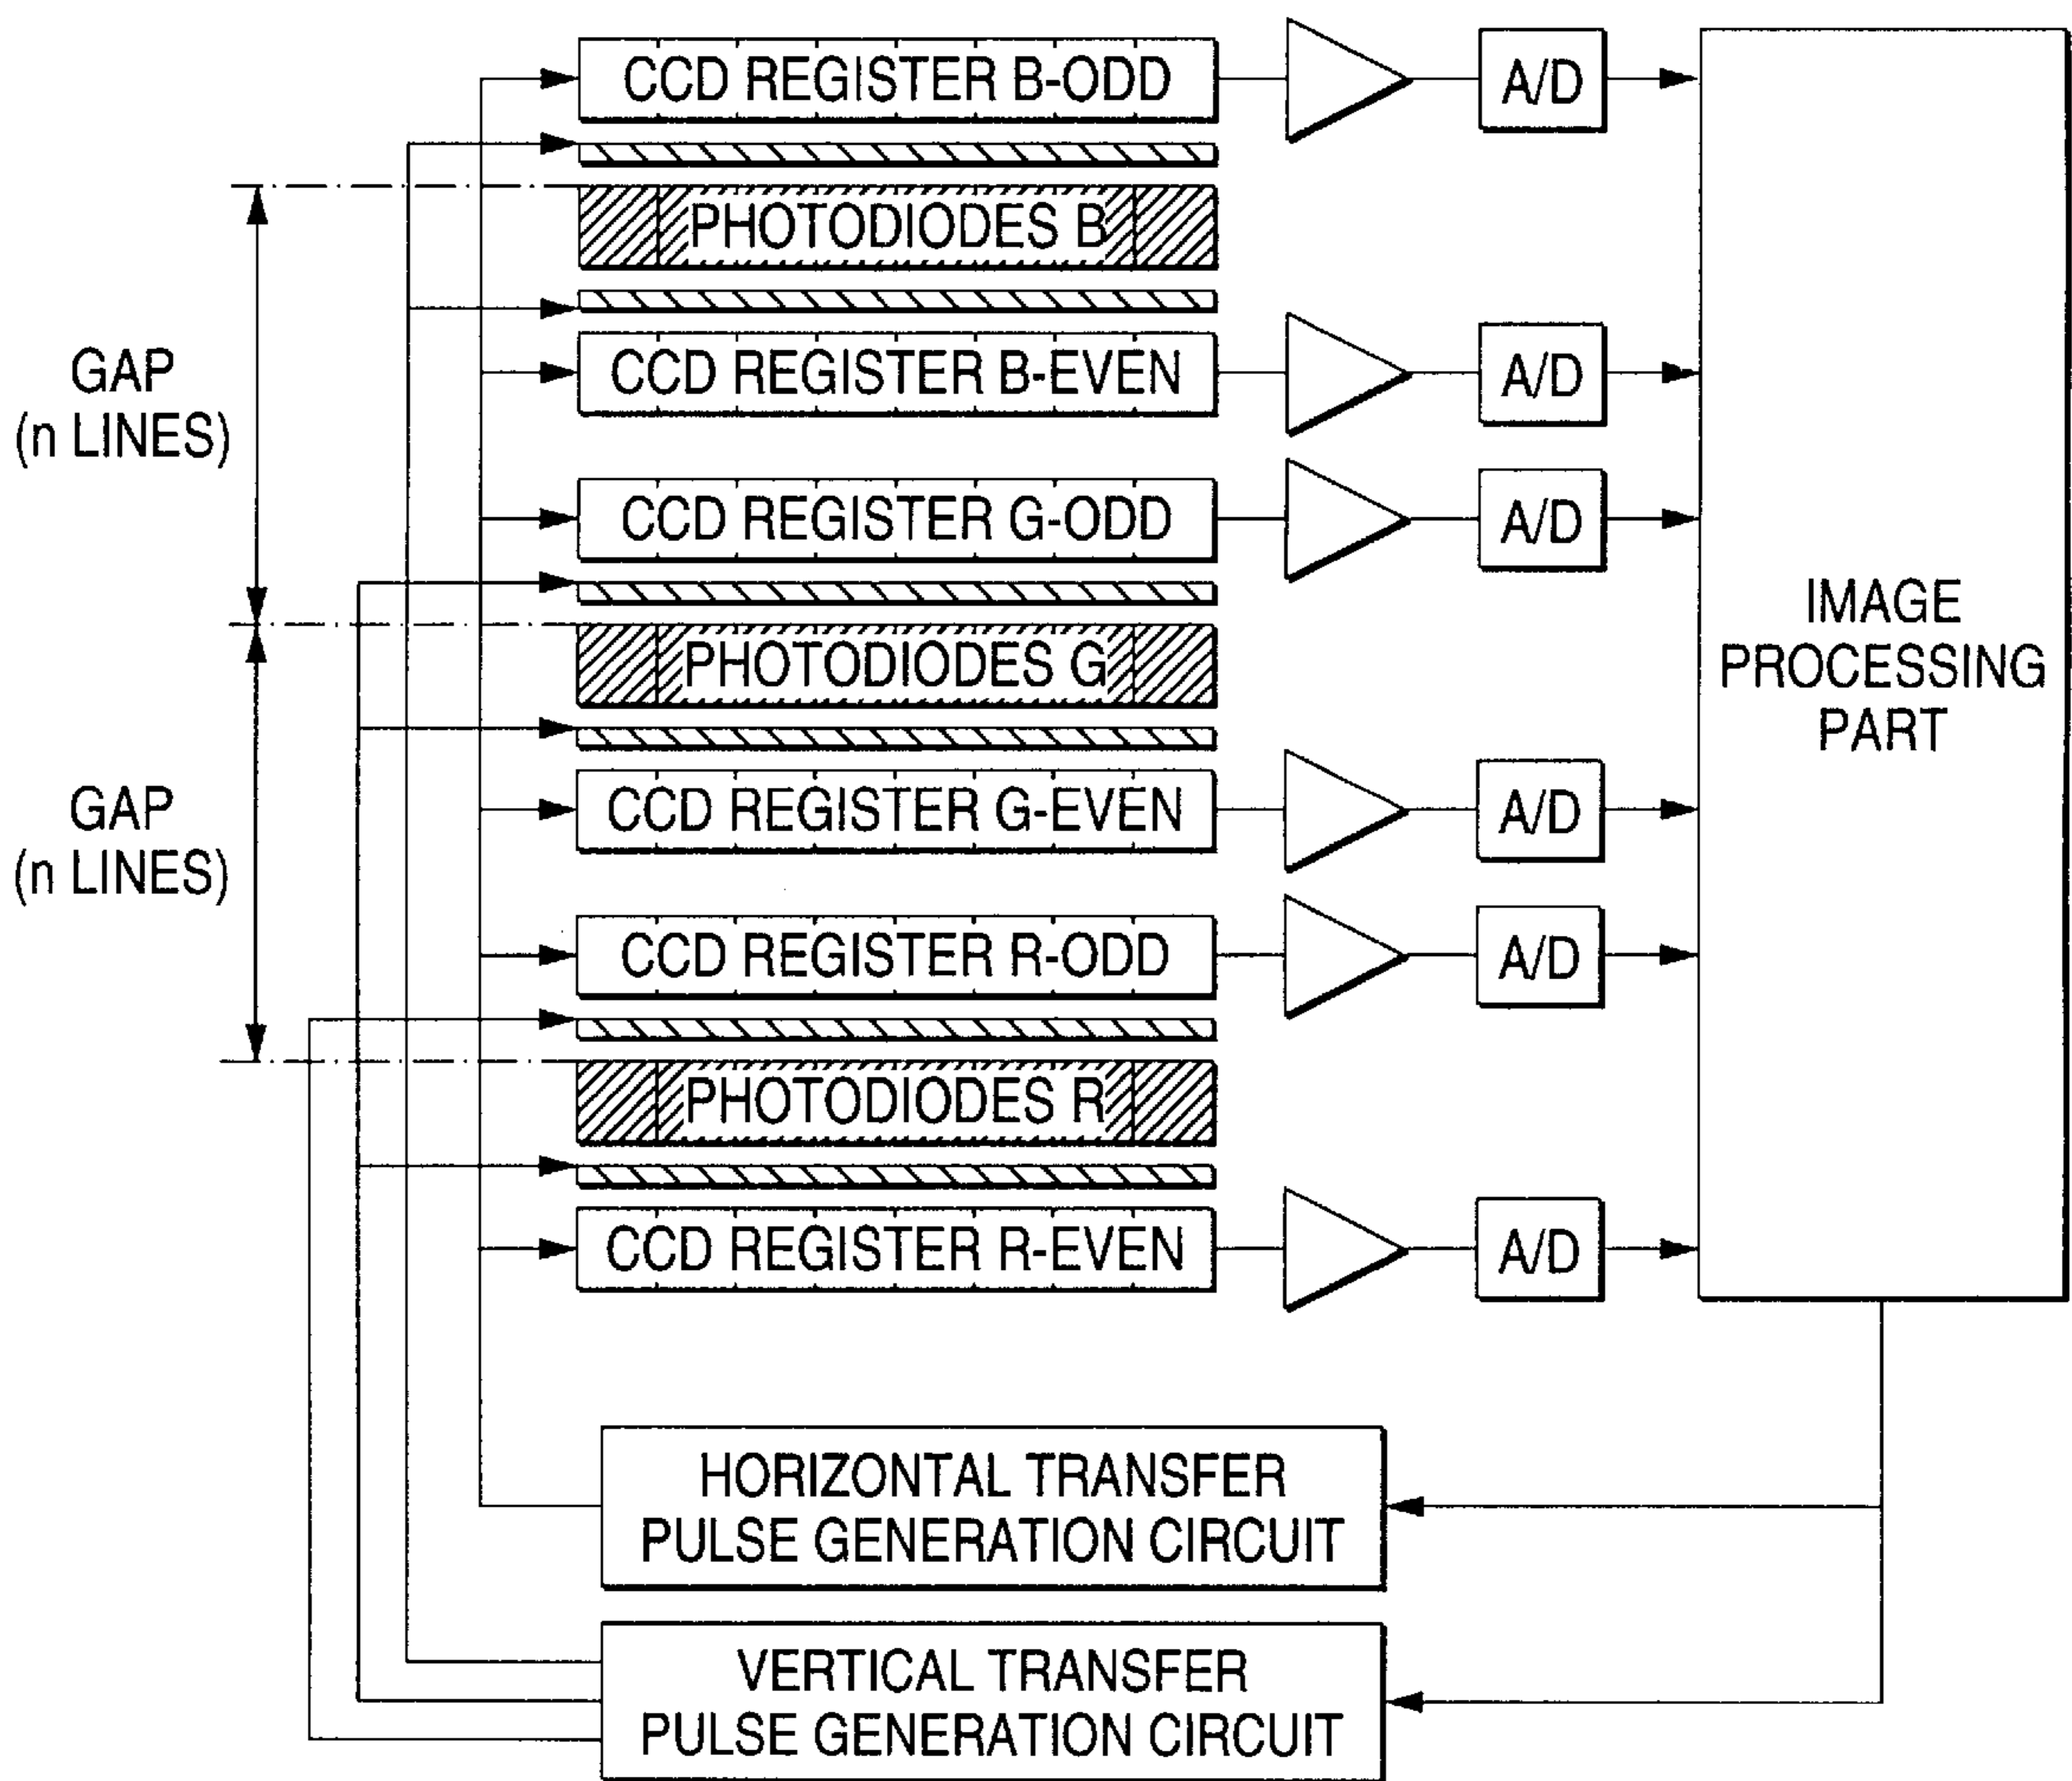 CCD REGISTER B-ODD
A/D
PHOTODIODES B
CCD REGISTER B-EVEN
A/D
GAP
(n LINES)
CCD REGISTER G-ODD
A/D
PHOTODIODES G
IMAGE
PROCESSING
PART
CCD REGISTER G-EVEN
A/D
GAP
(n LINES)
CCD REGISTER R-ODD
A/D
PHOTODIODES R
CCD REGISTER R-EVEN
A/D
HORIZONTAL TRANSFER
PULSE GENERATION CIRCUIT
VERTICAL TRANSFER
PULSE GENERATION CIRCUIT